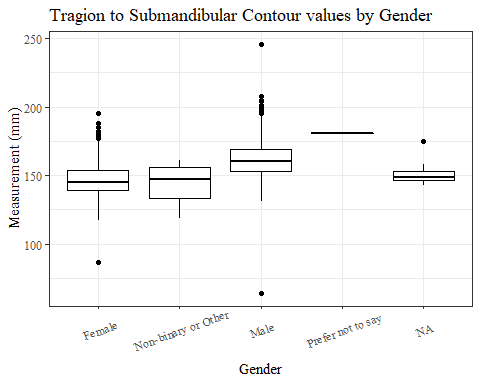 Tragion to Submandibular Contour values by Gender
250
200
150
100
Measurement (mm)
Female
Non-binary or Other
Male
Prefer not to say
NA
Gender